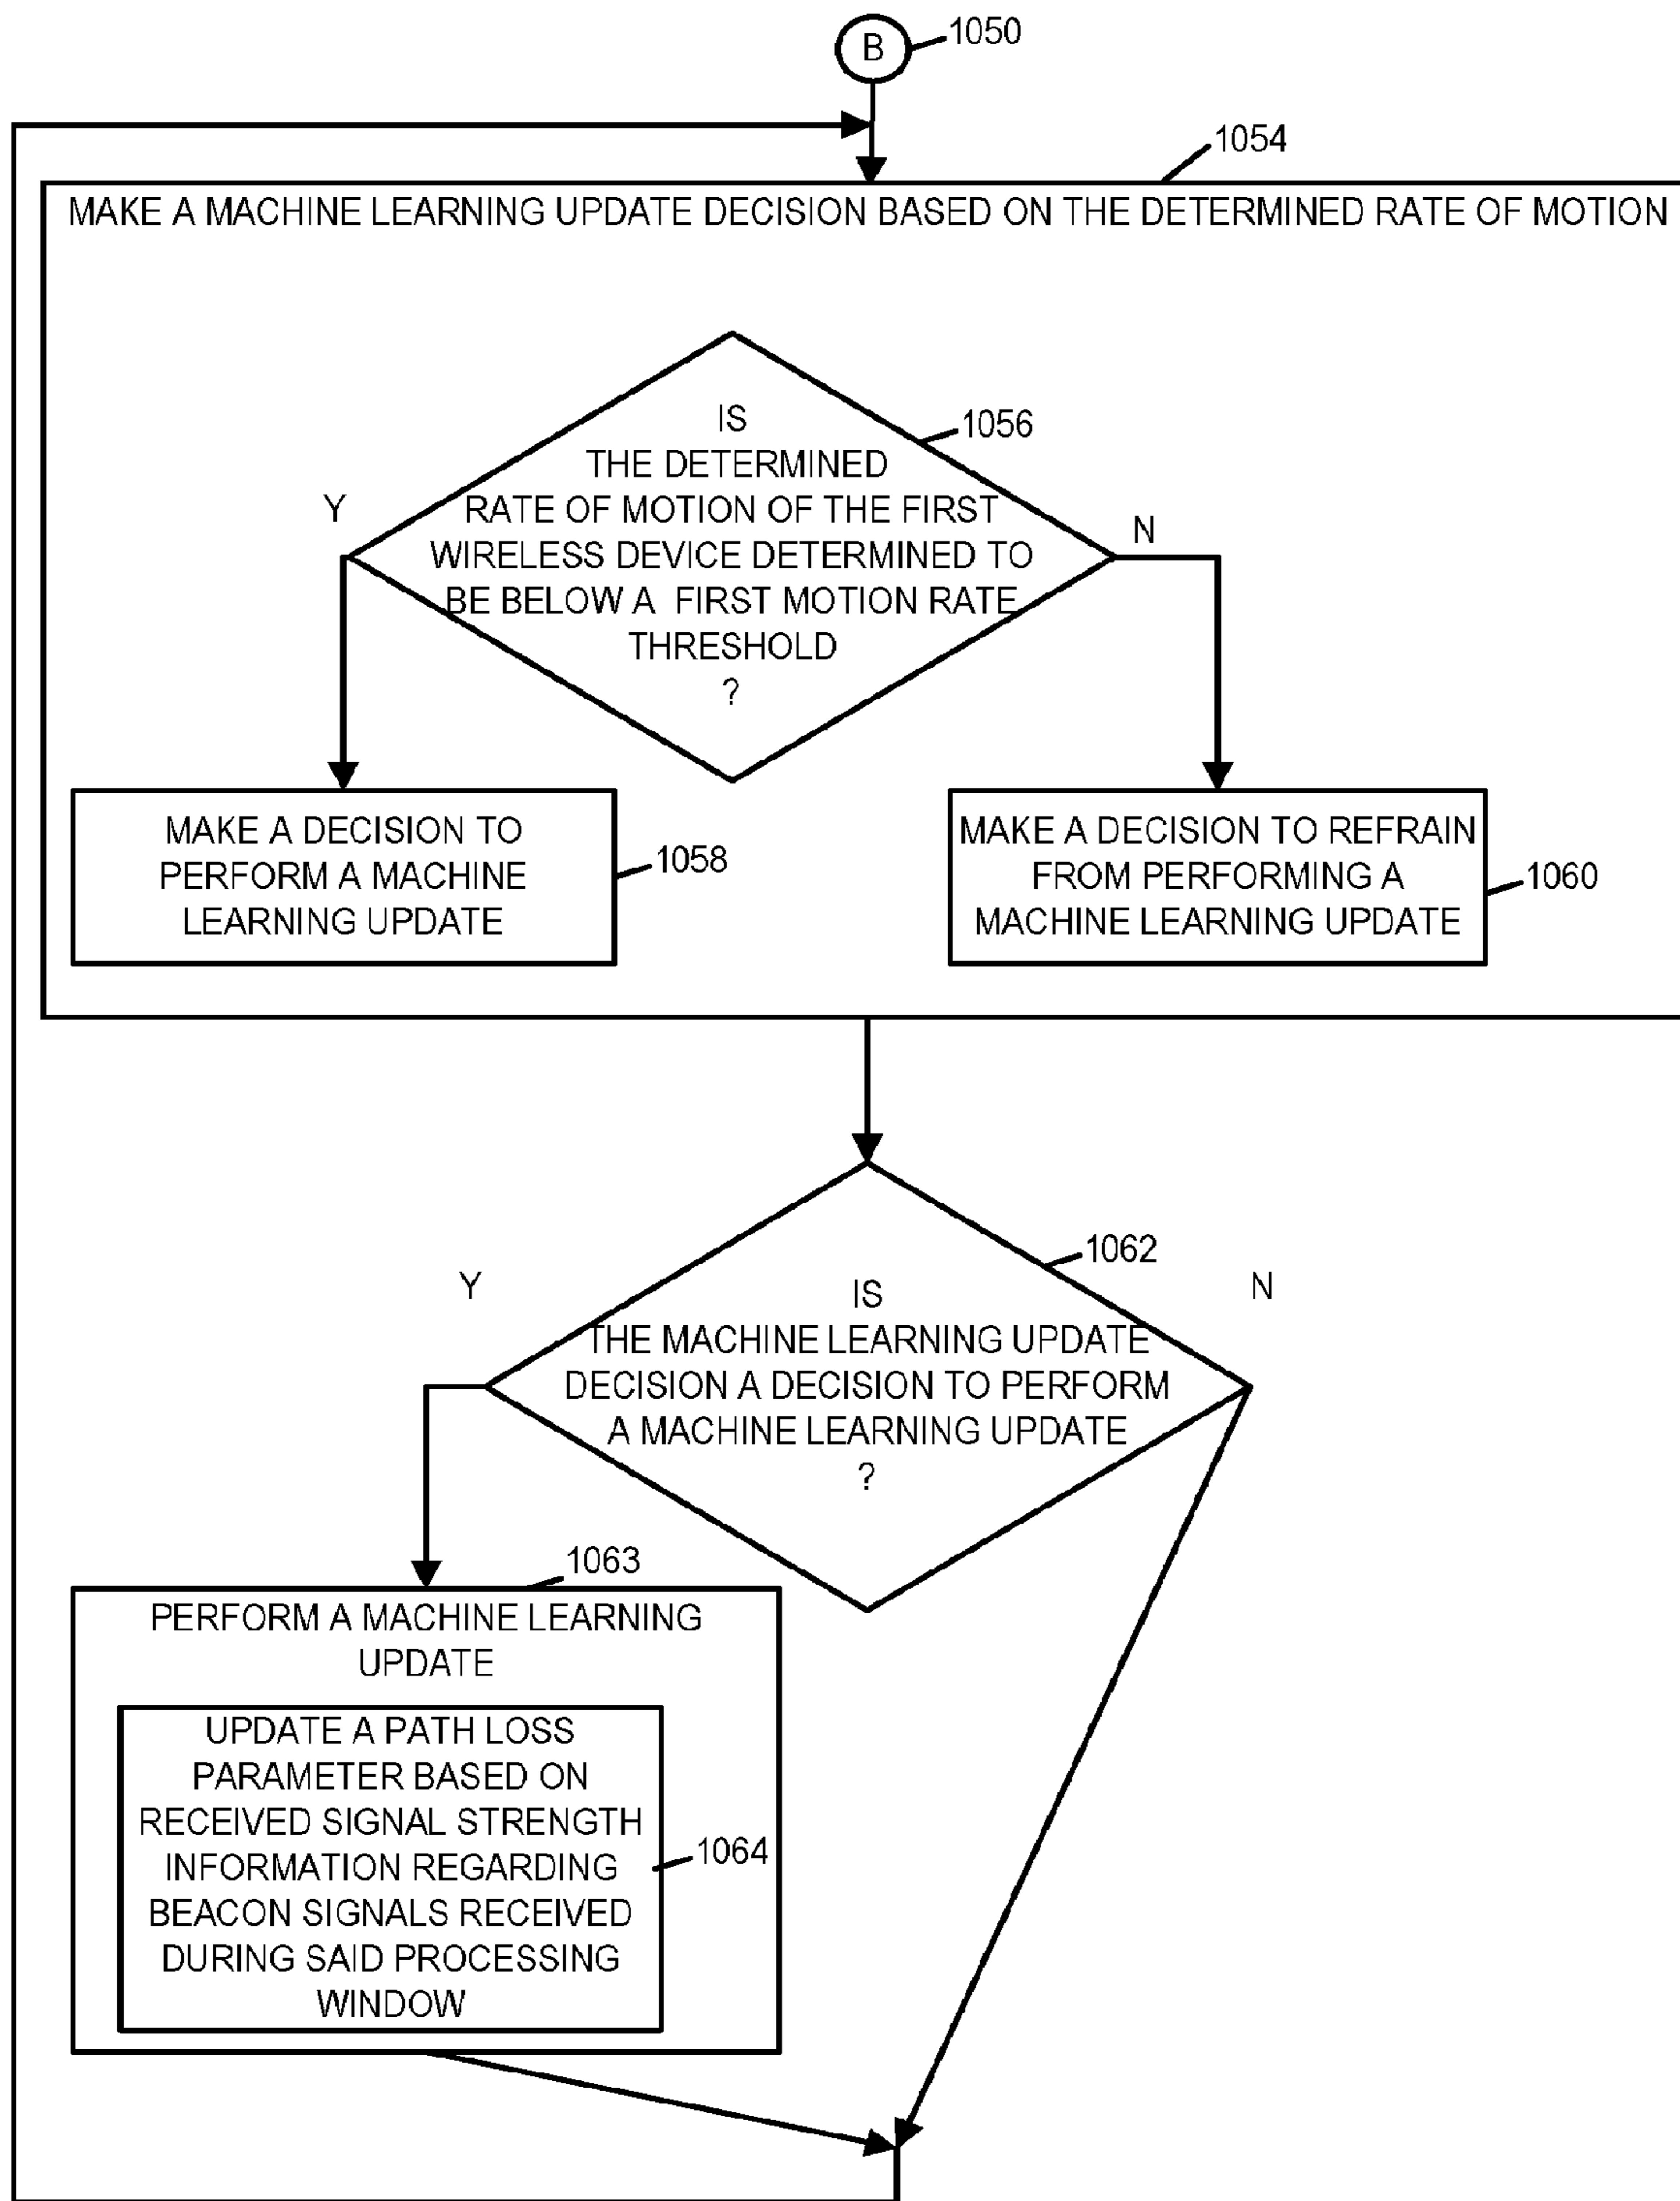 B
1050
1054
MAKE A MACHINE LEARNING UPDATE DECISION BASED ON THE DETERMINED RATE OF MOTION
IS
THE DETERMINED
RATE OF MOTION OF THE FIRST
WIRELESS DEVICE DETERMINED TO
BE BELOW A FIRST MOTION RATE
THRESHOLD
?
1056
Y
N
MAKE A DECISION TO
PERFORM A MACHINE
LEARNING UPDATE
1058
MAKE A DECISION TO REFRAIN
FROM PERFORMING A
MACHINE LEARNING UPDATE
1060
1062
Y
N
IS
THE MACHINE LEARNING UPDATE
DECISION A DECISION TO PERFORM
A MACHINE LEARNING UPDATE
?
1063
PERFORM A MACHINE LEARNING
UPDATE
UPDATE A PATH LOSS
PARAMETER BASED ON
RECEIVED SIGNAL STRENGTH
INFORMATION REGARDING
BEACON SIGNALS RECEIVED
DURING SAID PROCESSING
WINDOW
1064